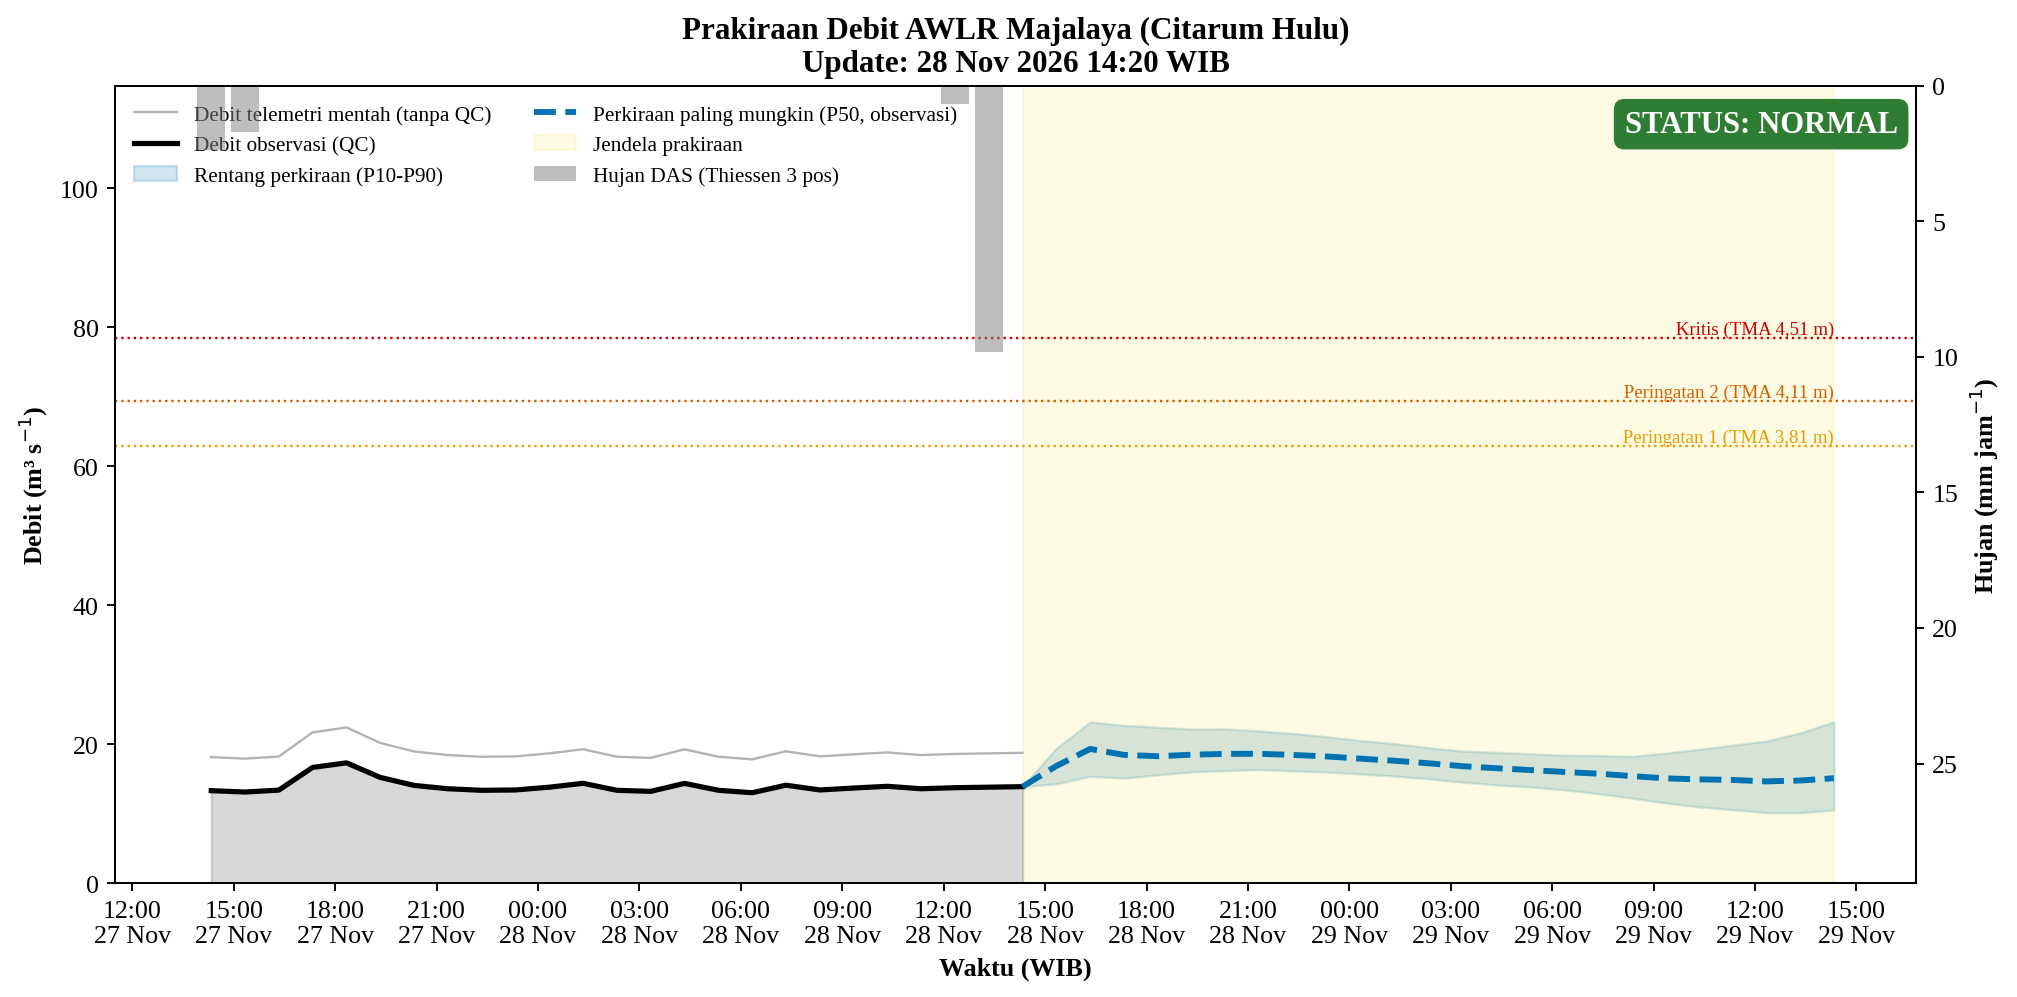 Prakiraan Debit AWLR Majalaya (Citarum Hulu)
Update: 28 Nov 2026 14:20 WIB
Debit telemetri mentah (tanpa QC)
Debit observasi (QC)
Rentang perkiraan (P10-P90)
Perkiraan paling mungkin (P50, observasi)
Jendela prakiraan
Hujan DAS (Thiessen 3 pos)
STATUS: NORMAL
Kritis (TMA 4,51 m)
Peringatan 2 (TMA 4,11 m)
Peringatan 1 (TMA 3,81 m)
Debit (m³ s⁻¹)
100
80
60
40
20
0
Hujan (mm jam⁻¹)
0
5
10
15
20
25
12:00 15:00 18:00 21:00 00:00 03:00 06:00 09:00 12:00 15:00 18:00 21:00 00:00 03:00 06:00 09:00 12:00 15:00
27 Nov 27 Nov 27 Nov 27 Nov 28 Nov 28 Nov 28 Nov 28 Nov 28 Nov 28 Nov 28 Nov 28 Nov 29 Nov 29 Nov 29 Nov 29 Nov 29 Nov 29 Nov
Waktu (WIB)